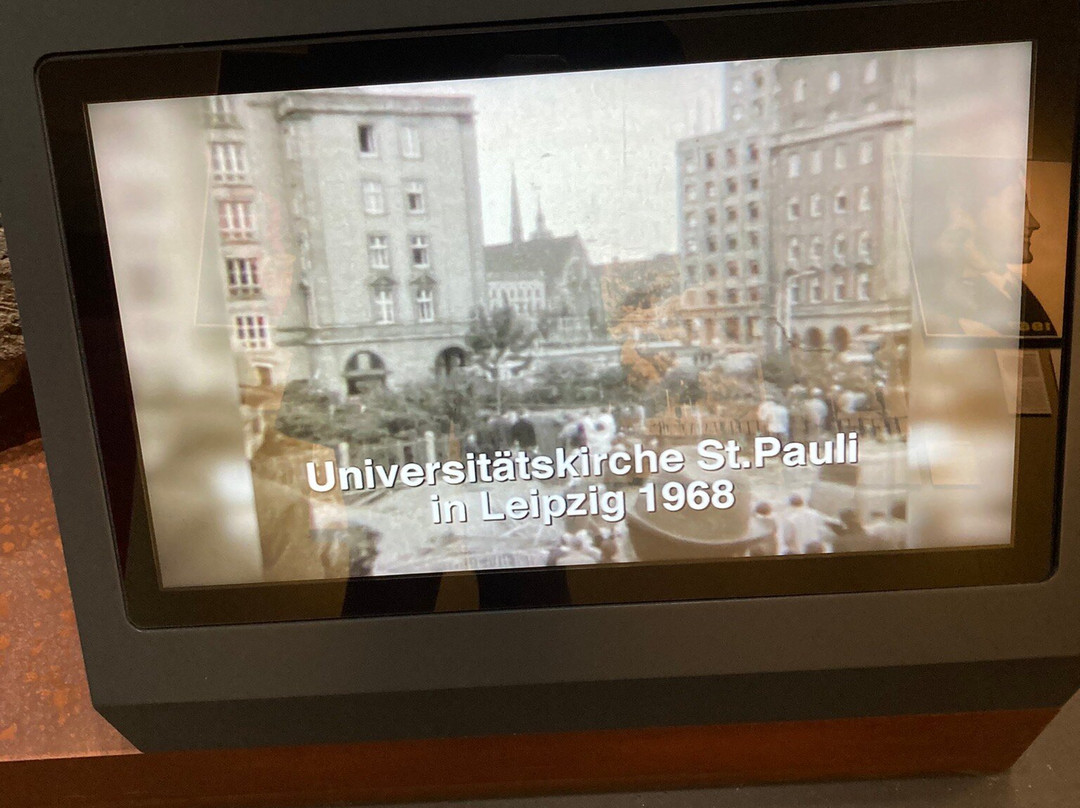 Universitätskirche St.Pauli
in Leipzig 1968